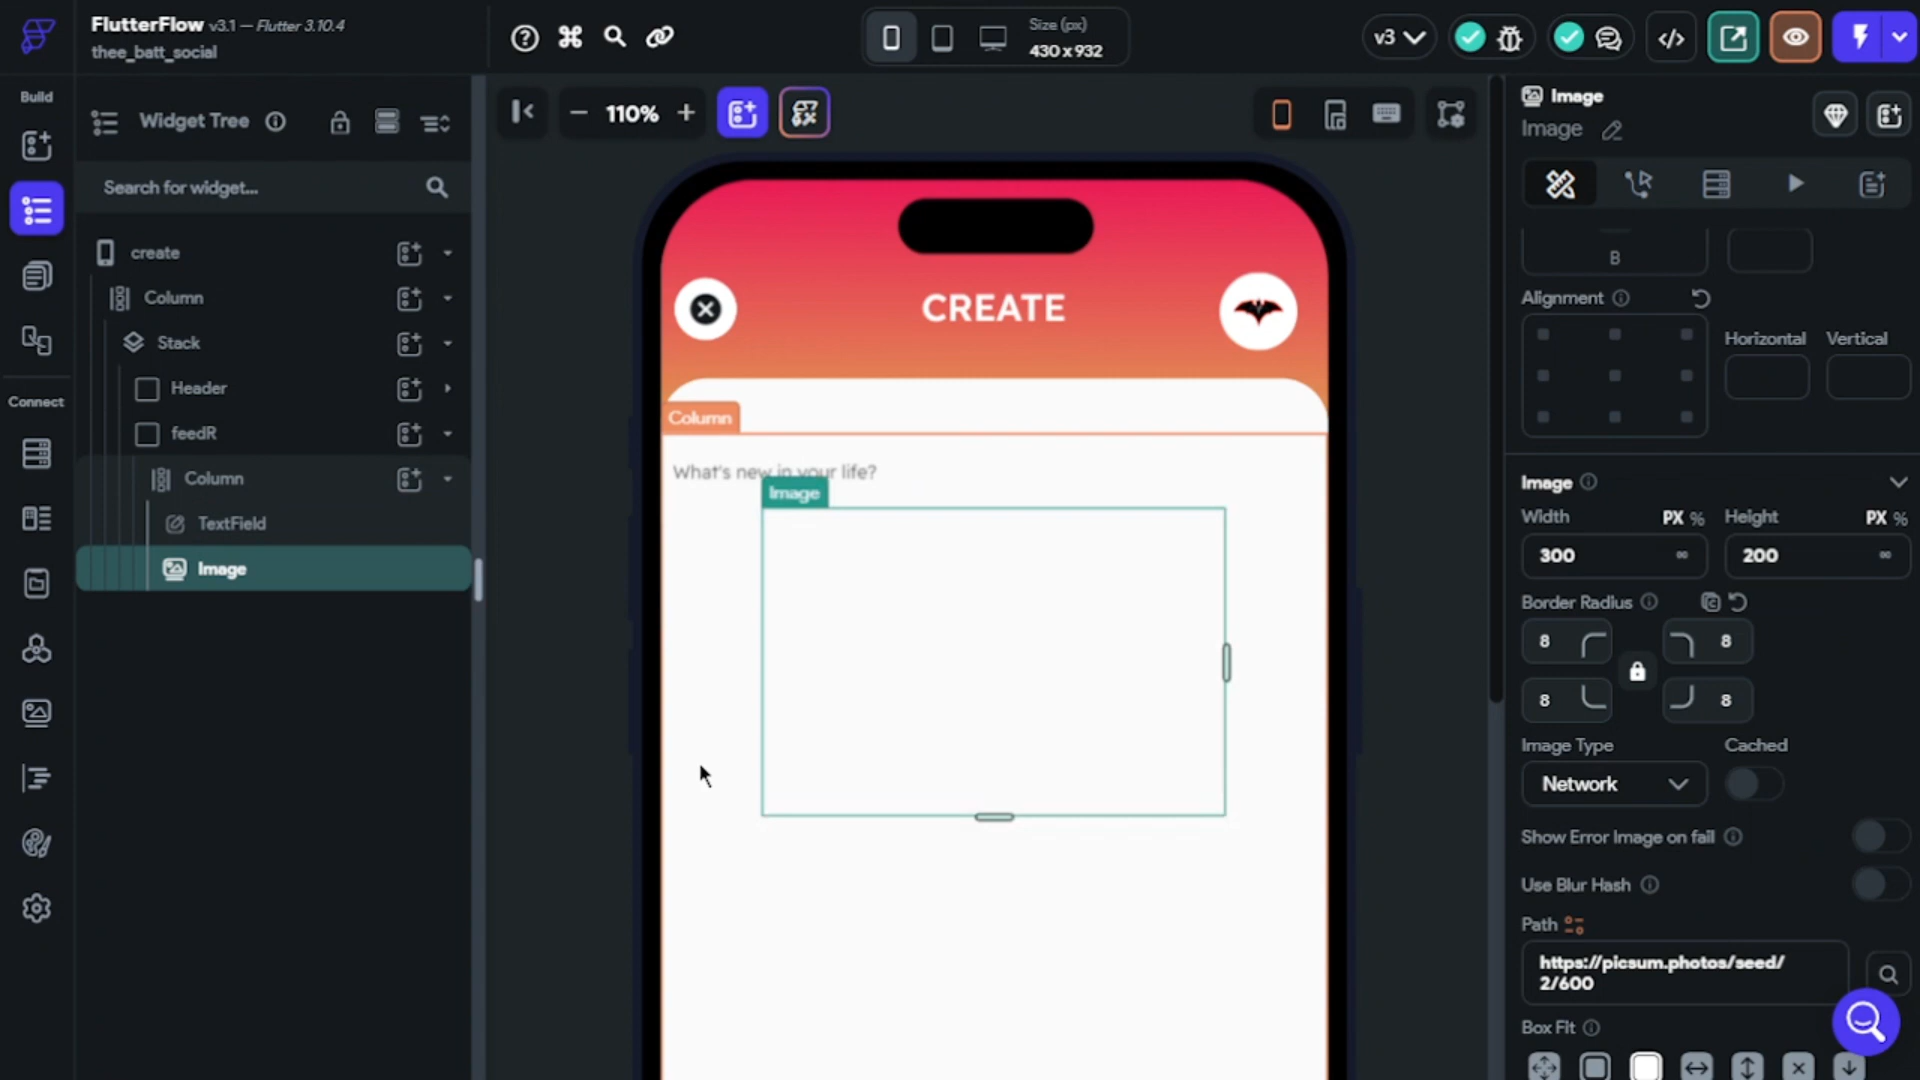 FlutterFlow v3.1 — Flutter 3.10.4
thee_batt_social
Size (px)
430 x 932
v3
Build
Widget Tree
Search for widget...
create
Column
Stack
Header
feedR
Column
TextField
Image
Connect
110%
CREATE
Column
What's new in your life?
Image
Image
Image
B
Alignment
Horizontal Vertical
Image
Width PX % Height PX %
300 ∞ 200 ∞
Border Radius
8 8
8 8
Image Type Cached
Network
Show Error Image on fail
Use Blur Hash
Path
https://picsum.photos/seed/
2/600
Box Fit